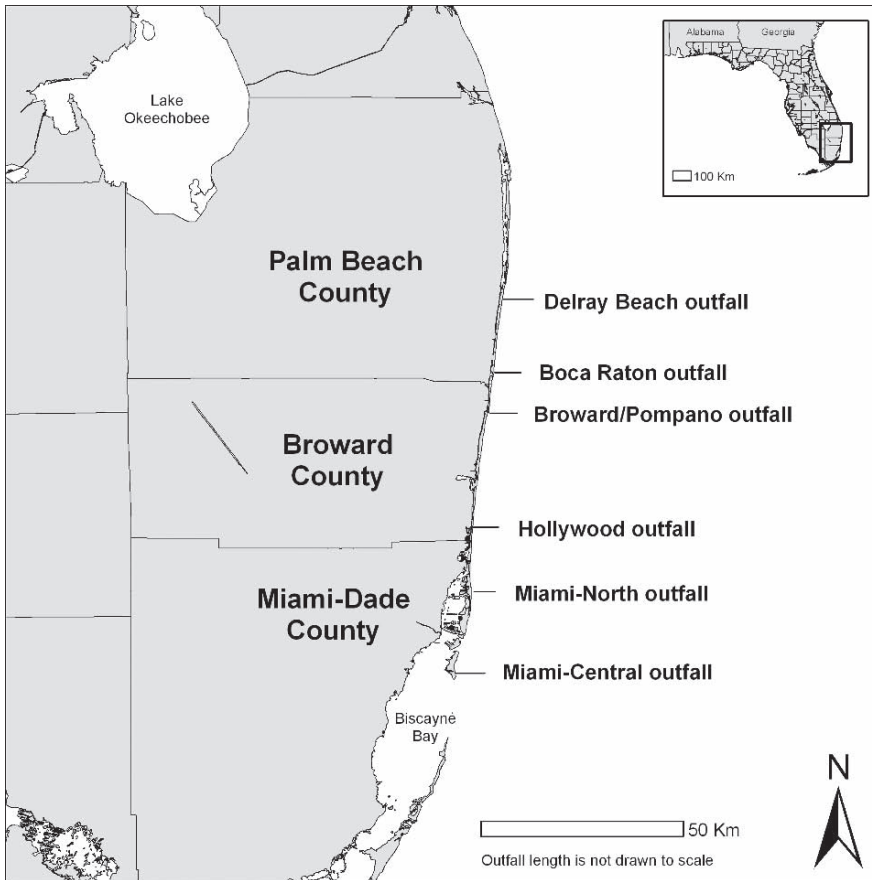 Alabama
Georgia
100 Km
Lake
Okeechobee
Palm Beach
County
Delray Beach outfall
Boca Raton outfall
Broward/Pompano outfall
Broward
County
Hollywood outfall
Miami-Dade
County
Miami-North outfall
Miami-Central outfall
Biscayne
Bay
N
50 Km
Outfall length is not drawn to scale